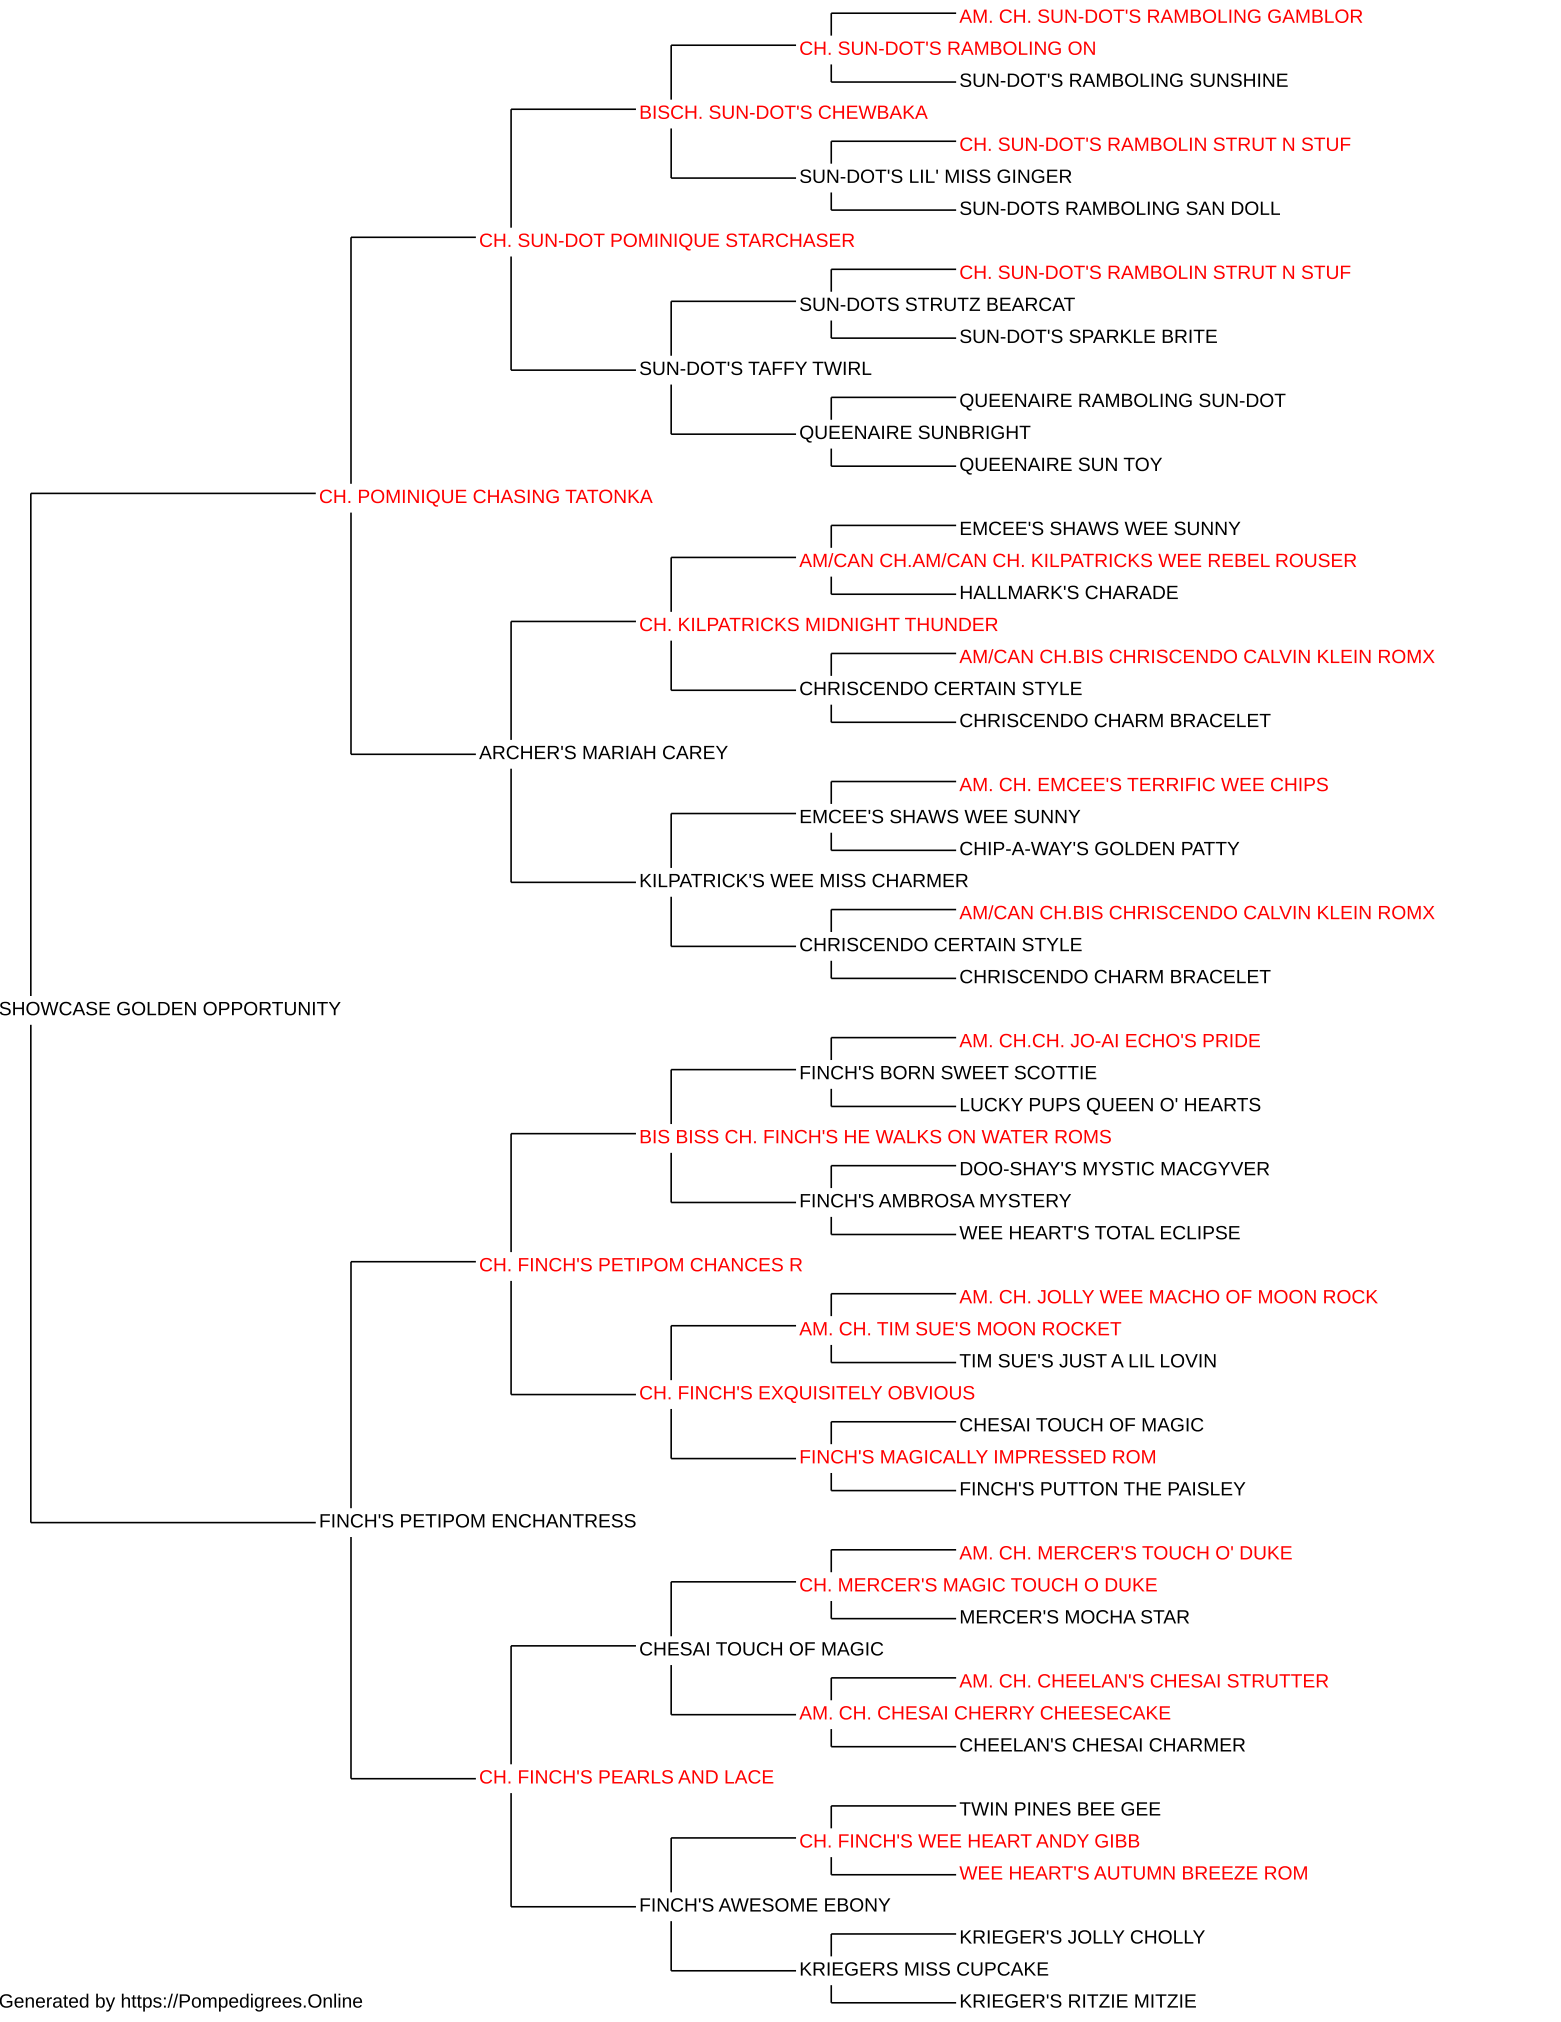 AM. CH. SUN-DOT'S RAMBOLING GAMBLOR
CH. SUN-DOT'S RAMBOLING ON
SUN-DOT'S RAMBOLING SUNSHINE
BISCH. SUN-DOT'S CHEWBAKA
CH. SUN-DOT'S RAMBOLIN STRUT N STUF
SUN-DOT'S LIL' MISS GINGER
SUN-DOTS RAMBOLING SAN DOLL
CH. SUN-DOT POMINIQUE STARCHASER
CH. SUN-DOT'S RAMBOLIN STRUT N STUF
SUN-DOTS STRUTZ BEARCAT
SUN-DOT'S SPARKLE BRITE
SUN-DOT'S TAFFY TWIRL
QUEENAIRE RAMBOLING SUN-DOT
QUEENAIRE SUNBRIGHT
QUEENAIRE SUN TOY
CH. POMINIQUE CHASING TATONKA
EMCEE'S SHAWS WEE SUNNY
AM/CAN CH.AM/CAN CH. KILPATRICKS WEE REBEL ROUSER
HALLMARK'S CHARADE
CH. KILPATRICKS MIDNIGHT THUNDER
AM/CAN CH.BIS CHRISCENDO CALVIN KLEIN ROMX
CHRISCENDO CERTAIN STYLE
CHRISCENDO CHARM BRACELET
ARCHER'S MARIAH CAREY
AM. CH. EMCEE'S TERRIFIC WEE CHIPS
EMCEE'S SHAWS WEE SUNNY
CHIP-A-WAY'S GOLDEN PATTY
KILPATRICK'S WEE MISS CHARMER
AM/CAN CH.BIS CHRISCENDO CALVIN KLEIN ROMX
CHRISCENDO CERTAIN STYLE
CHRISCENDO CHARM BRACELET
SHOWCASE GOLDEN OPPORTUNITY
AM. CH.CH. JO-AI ECHO'S PRIDE
FINCH'S BORN SWEET SCOTTIE
LUCKY PUPS QUEEN O' HEARTS
BIS BISS CH. FINCH'S HE WALKS ON WATER ROMS
DOO-SHAY'S MYSTIC MACGYVER
FINCH'S AMBROSA MYSTERY
WEE HEART'S TOTAL ECLIPSE
CH. FINCH'S PETIPOM CHANCES R
AM. CH. JOLLY WEE MACHO OF MOON ROCK
AM. CH. TIM SUE'S MOON ROCKET
TIM SUE'S JUST A LIL LOVIN
CH. FINCH'S EXQUISITELY OBVIOUS
CHESAI TOUCH OF MAGIC
FINCH'S MAGICALLY IMPRESSED ROM
FINCH'S PUTTON THE PAISLEY
FINCH'S PETIPOM ENCHANTRESS
AM. CH. MERCER'S TOUCH O' DUKE
CH. MERCER'S MAGIC TOUCH O DUKE
MERCER'S MOCHA STAR
CHESAI TOUCH OF MAGIC
AM. CH. CHEELAN'S CHESAI STRUTTER
AM. CH. CHESAI CHERRY CHEESECAKE
CHEELAN'S CHESAI CHARMER
CH. FINCH'S PEARLS AND LACE
TWIN PINES BEE GEE
CH. FINCH'S WEE HEART ANDY GIBB
WEE HEART'S AUTUMN BREEZE ROM
FINCH'S AWESOME EBONY
KRIEGER'S JOLLY CHOLLY
KRIEGERS MISS CUPCAKE
KRIEGER'S RITZIE MITZIE
Generated by https://Pompedigrees.Online